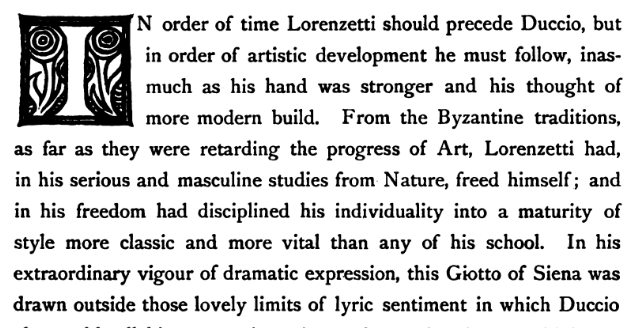 IN order of time Lorenzetti should precede Duccio, but
in order of artistic development he must follow, inas-
much as his hand was stronger and his thought of
more modern build. From the Byzantine traditions,
as far as they were retarding the progress of Art, Lorenzetti had,
in his serious and masculine studies from Nature, freed himself; and
in his freedom had disciplined his individuality into a maturity of
style more classic and more vital than any of his school. In his
extraordinary vigour of dramatic expression, this Giotto of Siena was
drawn outside those lovely limits of lyric sentiment in which Duccio